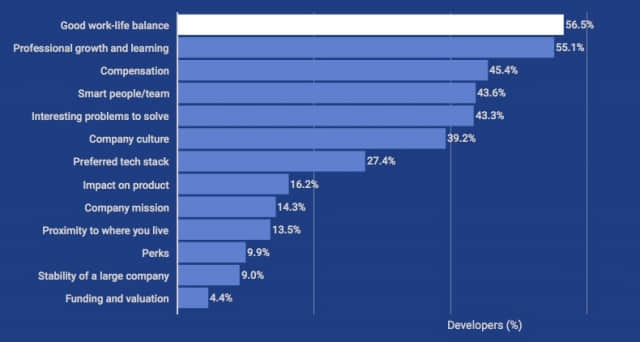 Good work-life balance 56.5%
Professional growth and learning 55.1%
Compensation 45.4%
Smart people/team 43.6%
Interesting problems to solve 43.3%
Company culture 39.2%
Preferred tech stack 27.4%
Impact on product 16.2%
Company mission 14.3%
Proximity to where you live 13.5%
Perks 9.9%
Stability of a large company 9.0%
Funding and valuation 4.4%
Developers (%)